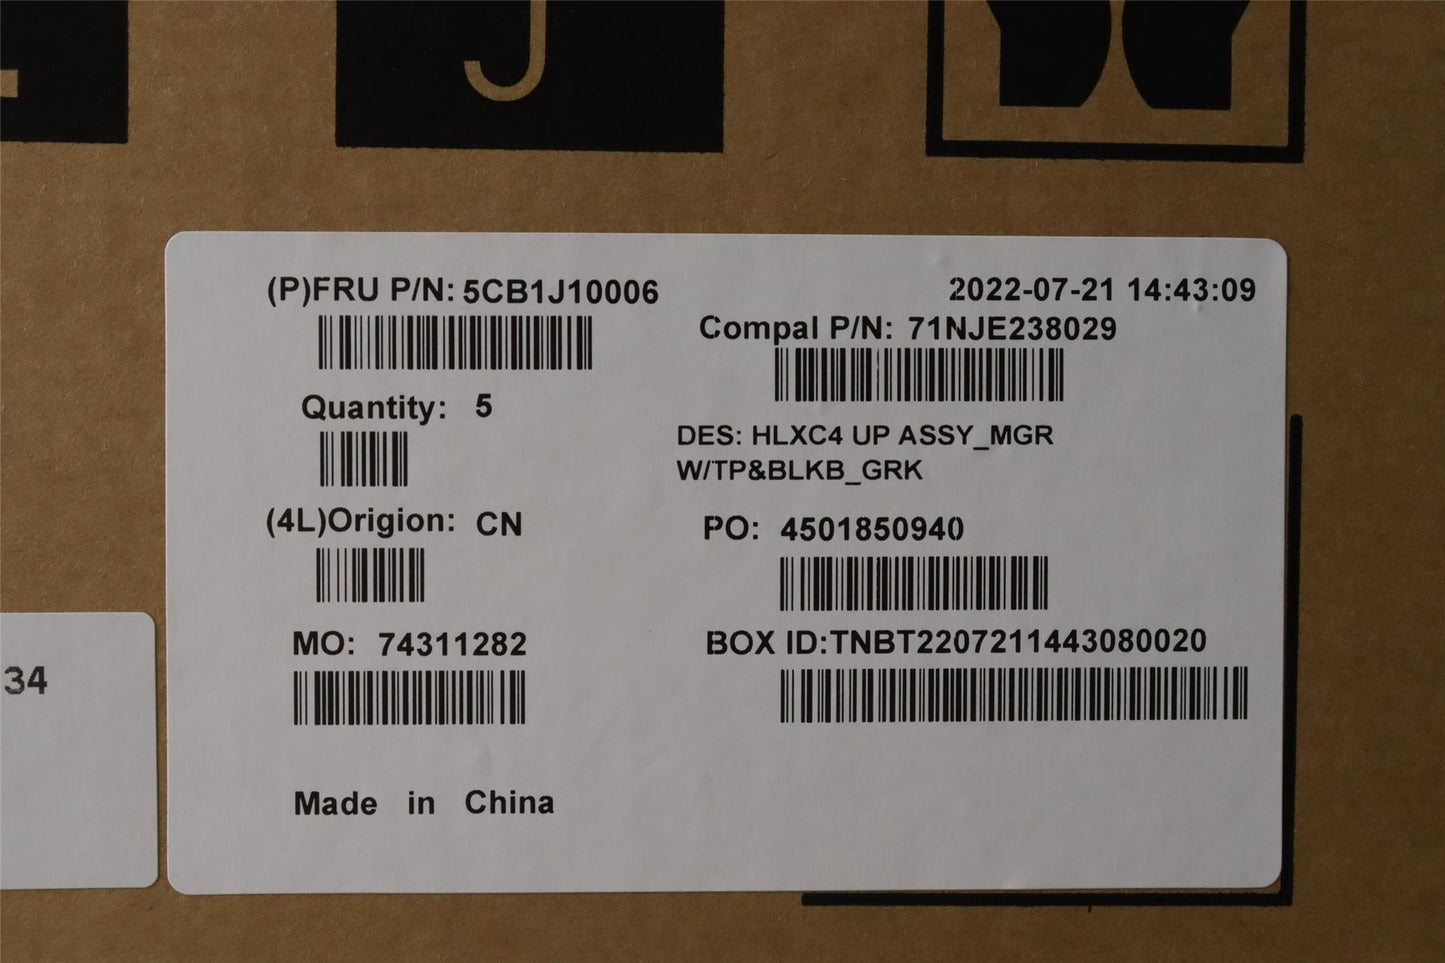 (P)FRU P/N: 5CB1J10006
2022-07-21 14:43:09
Compal P/N: 71NJE238029
Quantity: 5
DES: HLXC4 UP ASSY_MGR
W/TP&BLKB_GRK
(4L)Origion: CN
PO: 4501850940
MO: 74311282
BOX ID:TNBT2207211443080020
34
Made in China